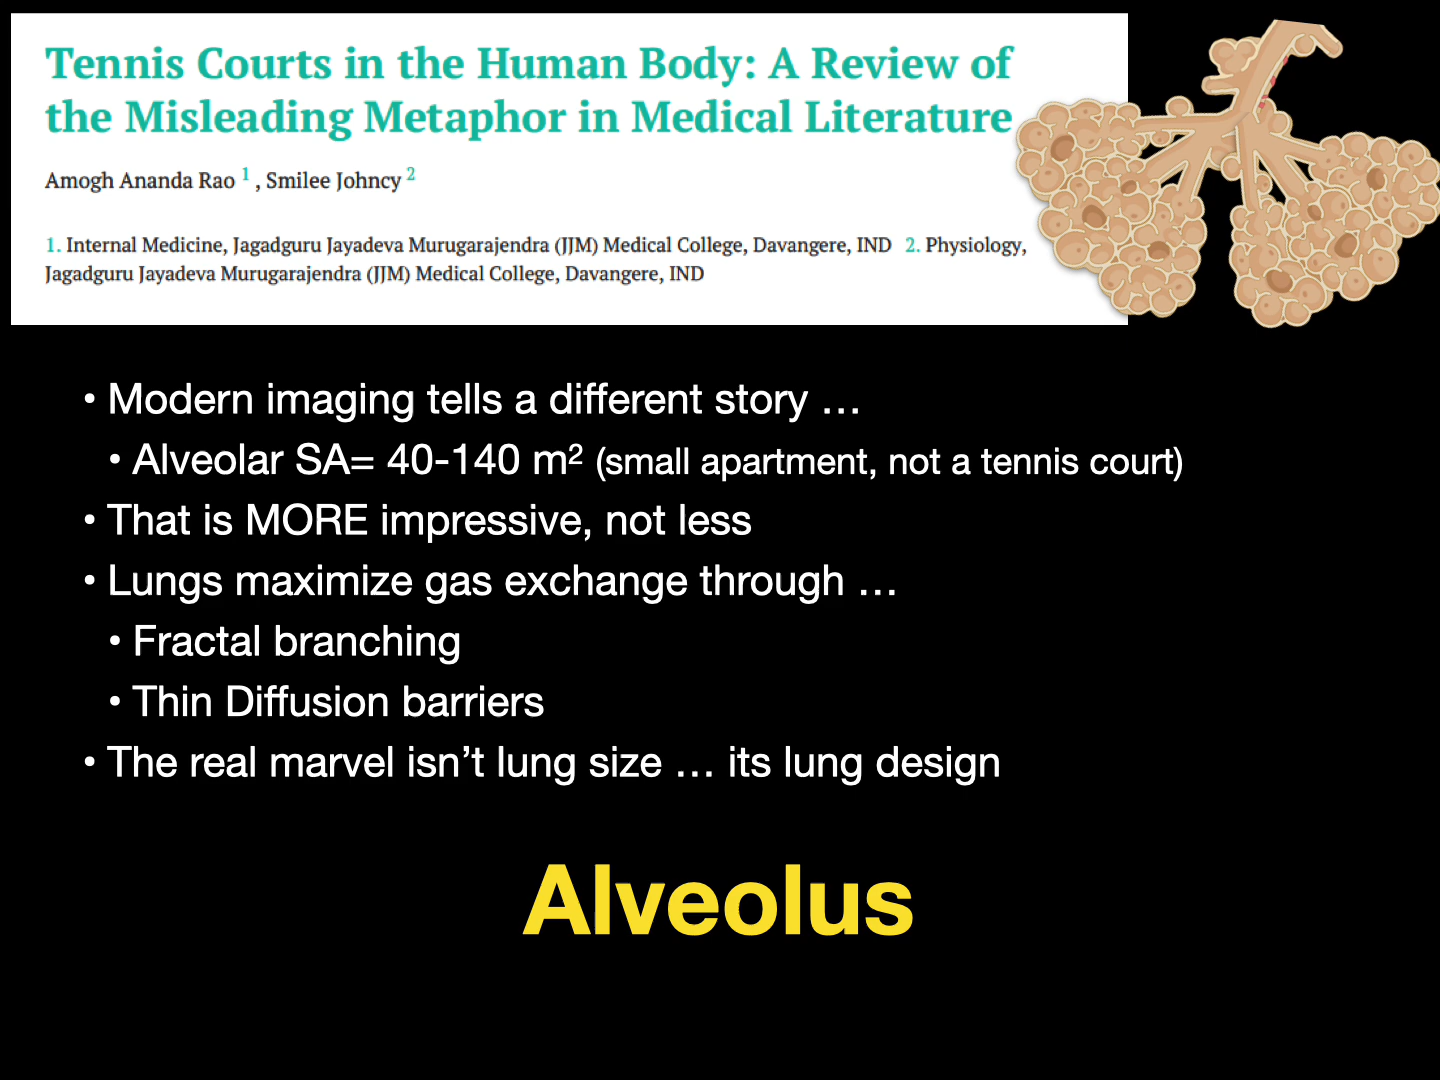 Tennis Courts in the Human Body: A Review of
the Misleading Metaphor in Medical Literature
Amogh Ananda Rao 1 , Smilee Johncy 2
1. Internal Medicine, Jagadguru Jayadeva Murugarajendra (JJM) Medical College, Davangere, IND 2. Physiology,
Jagadguru Jayadeva Murugarajendra (JJM) Medical College, Davangere, IND
• Modern imaging tells a different story …
• Alveolar SA= 40-140 m² (small apartment, not a tennis court)
• That is MORE impressive, not less
• Lungs maximize gas exchange through …
• Fractal branching
• Thin Diffusion barriers
• The real marvel isn’t lung size … its lung design
Alveolus